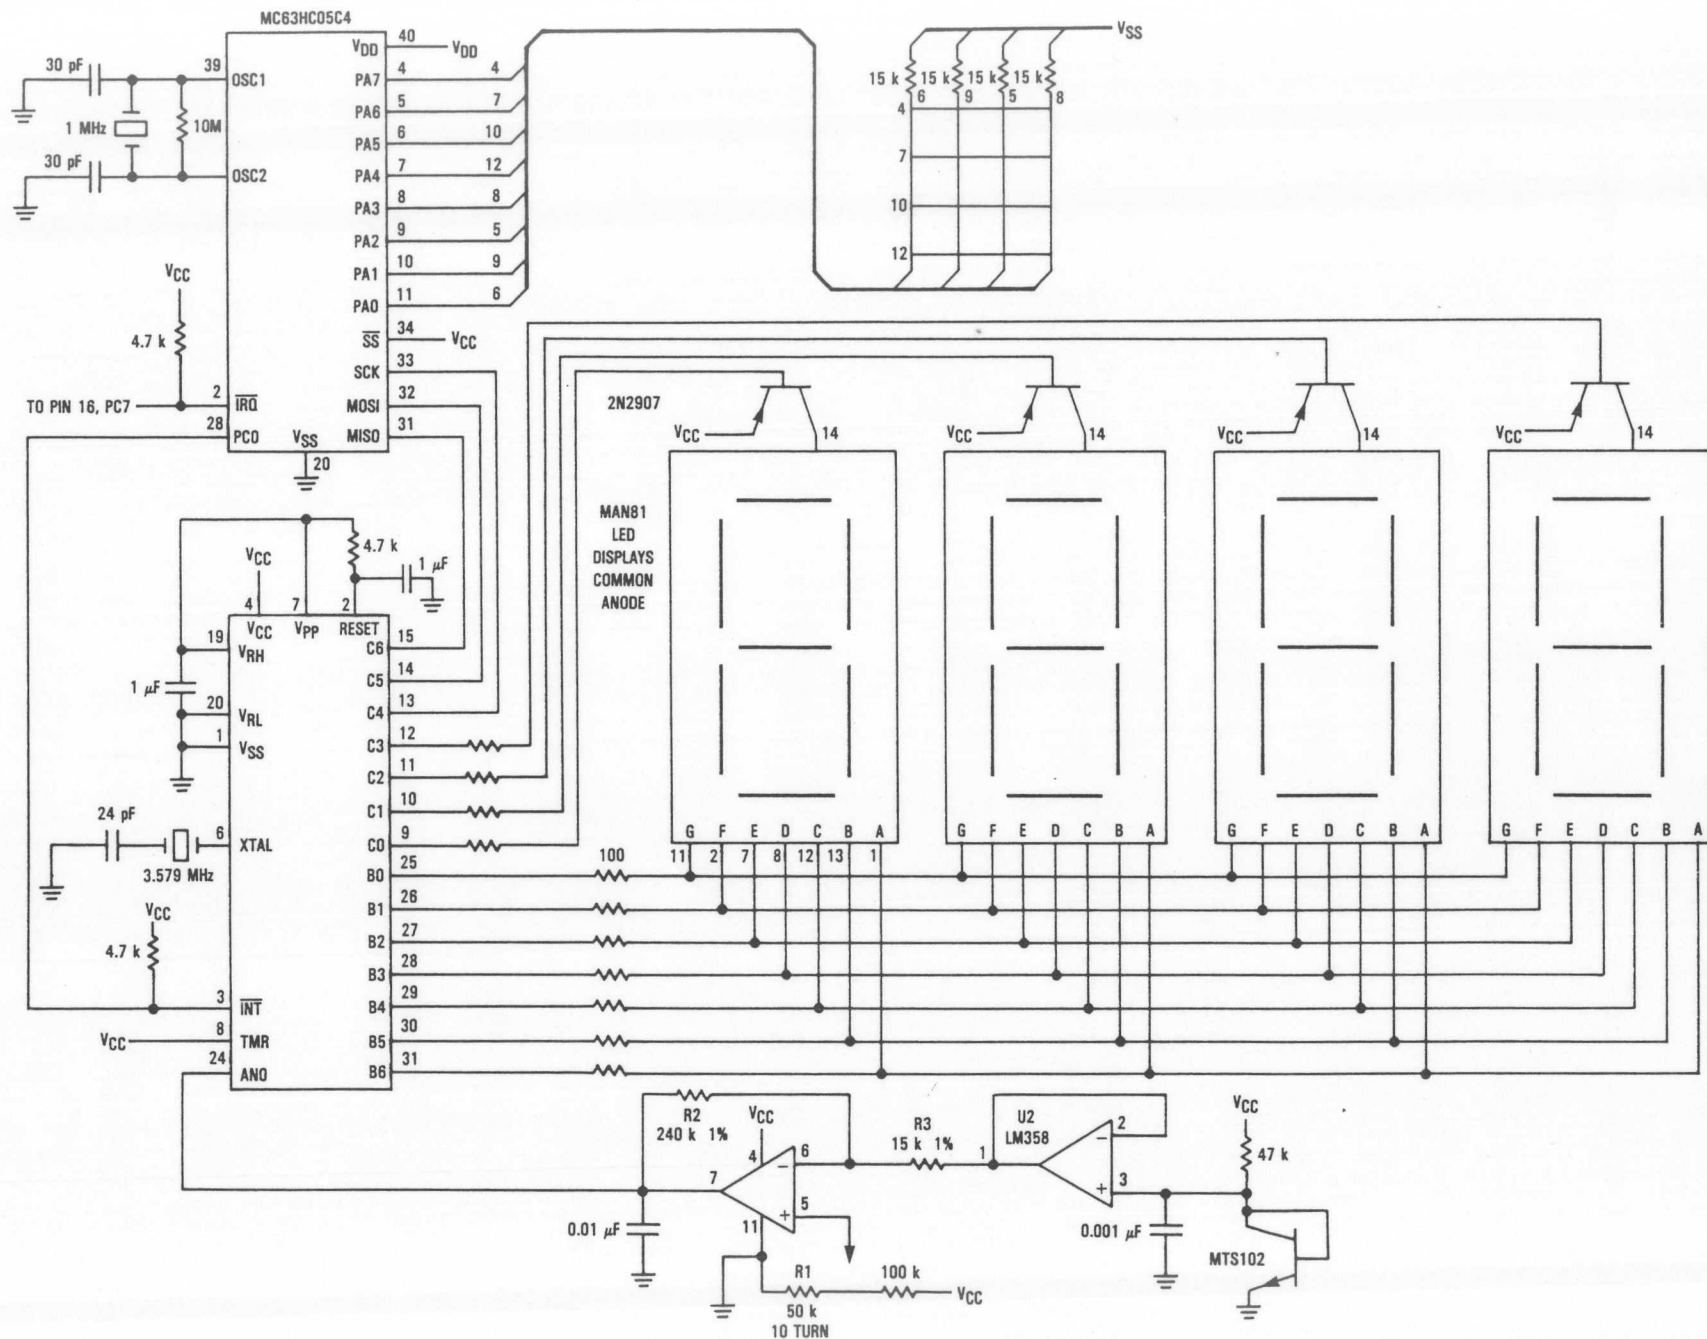 MC63HC05C4
30 pF
39 OSC1
1 MHz
10M
30 pF
OSC2
VDD 40 VDD
PA7 4 4
PA6 5 7
PA5 6 10
PA4 7 12
PA3 8 8
PA2 9 5
PA1 10 9
PA0 11 6
SS 34 VCC
SCK 33
MOSI 32
MISO 31
VCC
4.7 k
TO PIN 16, PC7
2 IRQ
28 PC0
VSS
20
VSS
15 k 15 k 15 k 15 k
6 9 5 8
4
7
10
12
2N2907
VCC 14
VCC 14
VCC 14
VCC 14
MAN81
LED
DISPLAYS
COMMON
ANODE
4.7 k
1 μF
VCC
4 7 2
VCC VPP RESET
19 VRH
1 μF
20 VRL
1 VSS
24 pF
6 XTAL
3.579 MHz
VCC
4.7 k
3 INT
VCC 8 TMR
24 AN0
C6 15
C5 14
C4 13
C3 12
C2 11
C1 10
C0 9
B0 25
B1 26
B2 27
B3 28
B4 29
B5 30
B6 31
100
G F E D C B A
11 2 7 8 12 13 1
G F E D C B A
G F E D C B A
G F E D C B A
R2
240 k 1%
VCC
4
6
−
7
5
+
11
0.01 μF
R1
50 k
10 TURN
100 k
VCC
R3
15 k 1%
1
U2
LM358
2
−
3
+
0.001 μF
VCC
47 k
MTS102